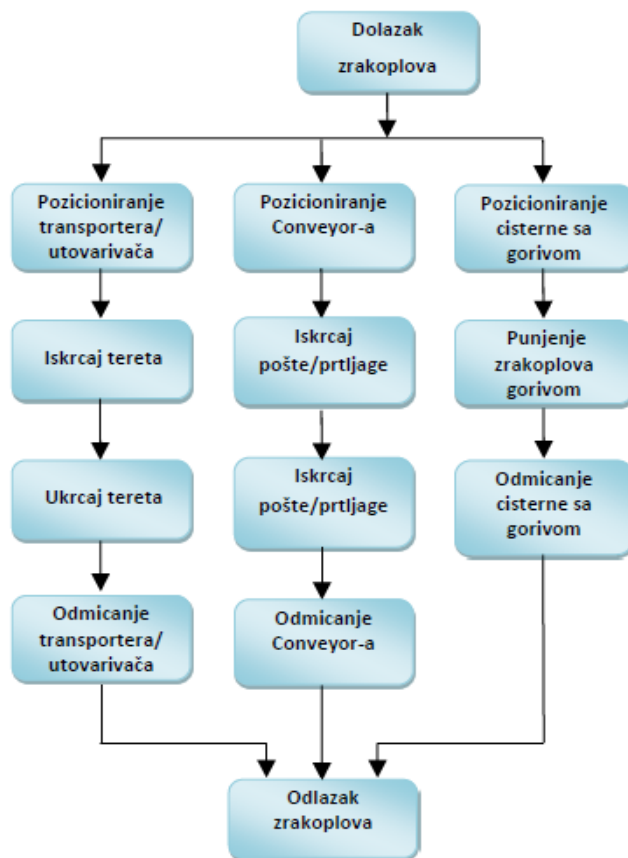 Dolazak
zrakoplova
Pozicioniranje
transportera/
utovarivača
Pozicioniranje
Conveyor-a
Pozicioniranje
cisterne sa
gorivom
Iskrcaj tereta
Iskrcaj
pošte/prtljage
Punjenje
zrakoplova
gorivom
Ukrcaj tereta
Iskrcaj
pošte/prtljage
Odmicanje
cisterne sa
gorivom
Odmicanje
transportera/
utovarivača
Odmicanje
Conveyor-a
Odlazak
zrakoplova